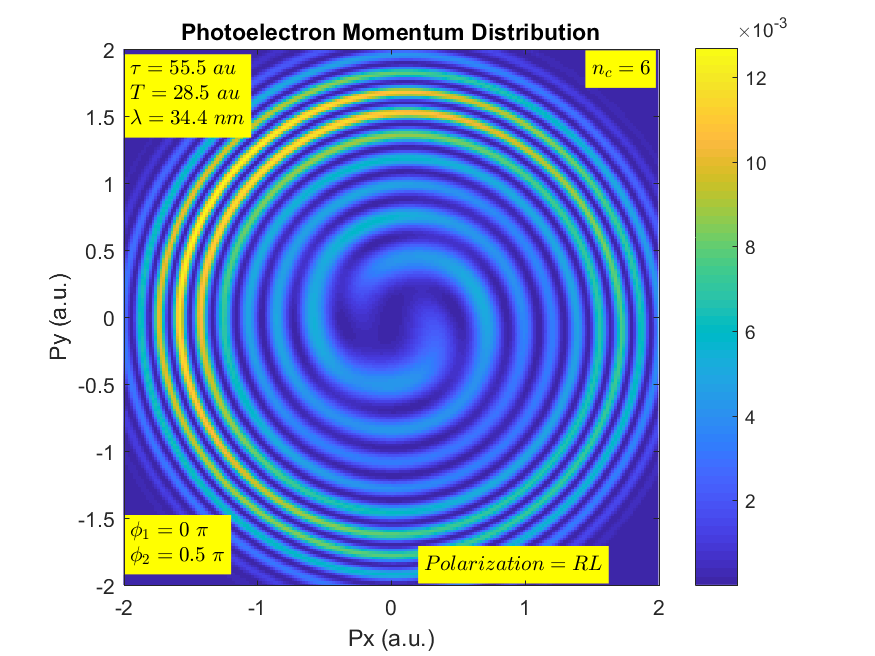 Photoelectron Momentum Distribution
×10⁻³
τ = 55.5 au
T = 28.5 au
λ = 34.4 nm
n_c = 6
ϕ₁ = 0 π
ϕ₂ = 0.5 π
Polarization = RL
2
1.5
1
0.5
0
-0.5
-1
-1.5
-2
Py (a.u.)
-2
-1
0
1
2
Px (a.u.)
12
10
8
6
4
2